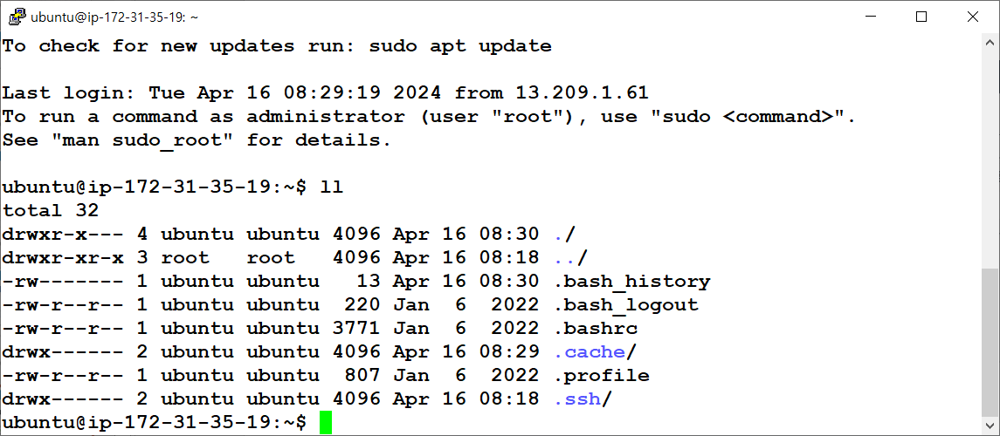 ubuntu@ip-172-31-35-19: ~
To check for new updates run: sudo apt update
Last login: Tue Apr 16 08:29:19 2024 from 13.209.1.61
To run a command as administrator (user "root"), use "sudo <command>".
See "man sudo_root" for details.
ubuntu@ip-172-31-35-19:~$ ll
total 32
drwxr-x--- 4 ubuntu ubuntu 4096 Apr 16 08:30 ./
drwxr-xr-x 3 root   root   4096 Apr 16 08:18 ../
-rw------- 1 ubuntu ubuntu   13 Apr 16 08:30 .bash_history
-rw-r--r-- 1 ubuntu ubuntu  220 Jan  6  2022 .bash_logout
-rw-r--r-- 1 ubuntu ubuntu 3771 Jan  6  2022 .bashrc
drwx------ 2 ubuntu ubuntu 4096 Apr 16 08:29 .cache/
-rw-r--r-- 1 ubuntu ubuntu  807 Jan  6  2022 .profile
drwx------ 2 ubuntu ubuntu 4096 Apr 16 08:18 .ssh/
ubuntu@ip-172-31-35-19:~$